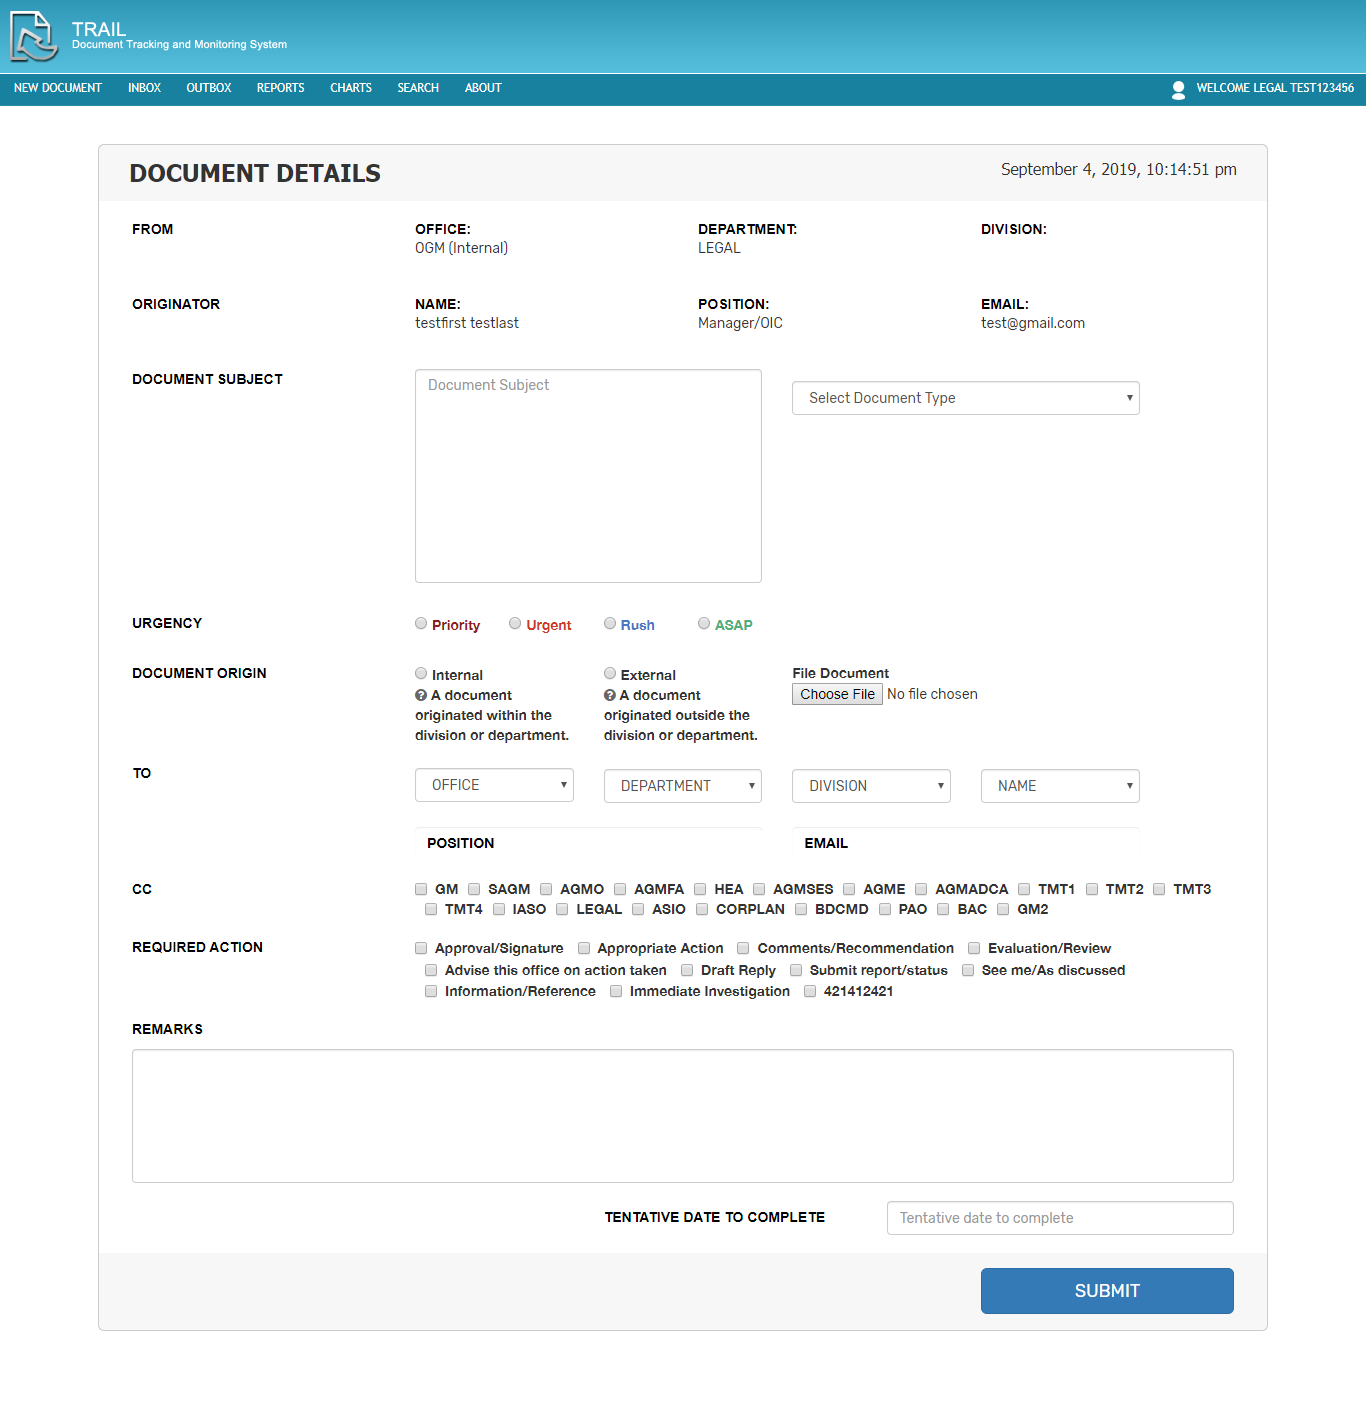 TRAIL
Document Tracking and Monitoring System
NEW DOCUMENT INBOX OUTBOX REPORTS CHARTS SEARCH ABOUT WELCOME LEGAL TEST123456
DOCUMENT DETAILS September 4, 2019, 10:14:51 pm
FROM OFFICE: DEPARTMENT: DIVISION:
OGM (Internal) LEGAL
ORIGINATOR NAME: POSITION: EMAIL:
testfirst testlast Manager/OIC test@gmail.com
DOCUMENT SUBJECT Document Subject
Select Document Type
URGENCY Priority Urgent Rush ASAP
DOCUMENT ORIGIN Internal External File Document
? A document ? A document Choose File No file chosen
originated within the originated outside the
division or department. division or department.
TO OFFICE DEPARTMENT DIVISION NAME
POSITION EMAIL
CC GM SAGM AGMO AGMFA HEA AGMSES AGME AGMADCA TMT1 TMT2 TMT3
TMT4 IASO LEGAL ASIO CORPLAN BDCMD PAO BAC GM2
REQUIRED ACTION Approval/Signature Appropriate Action Comments/Recommendation Evaluation/Review
Advise this office on action taken Draft Reply Submit report/status See me/As discussed
Information/Reference Immediate Investigation 421412421
REMARKS
TENTATIVE DATE TO COMPLETE Tentative date to complete
SUBMIT